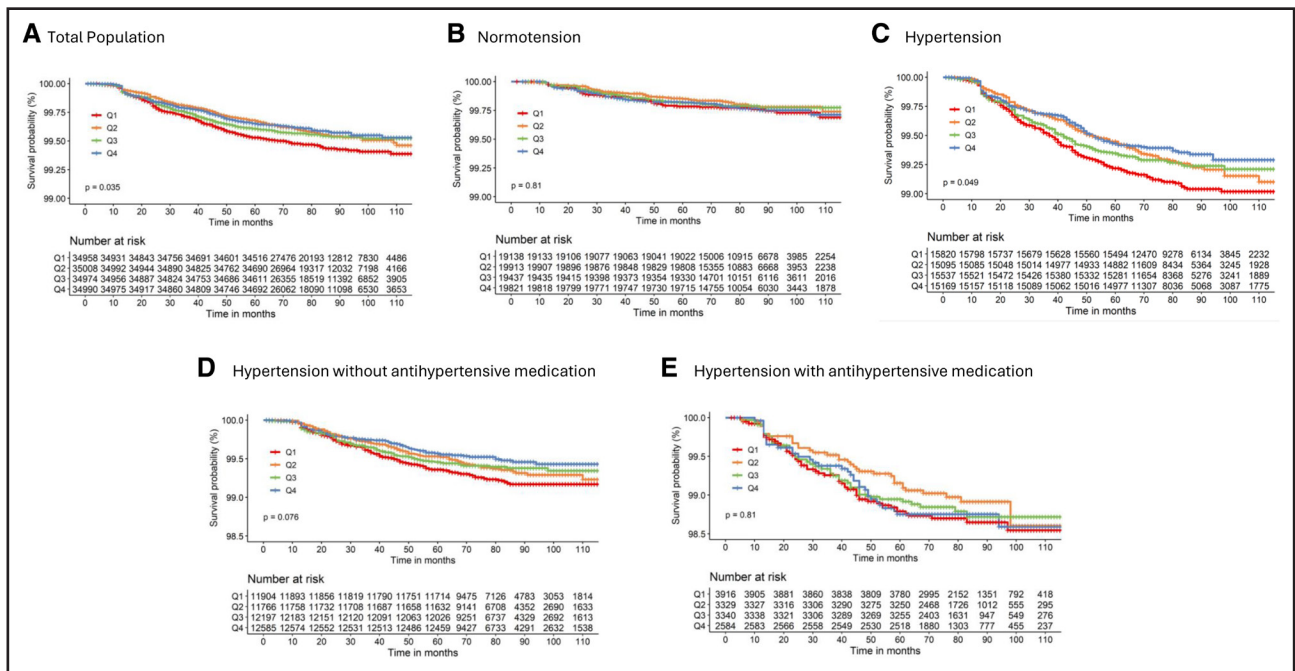 A Total Population
Survival probability (%)
100.00
99.75
99.50
99.25
99.00
Q1
Q2
Q3
Q4
p = 0.035
0 10 20 30 40 50 60 70 80 90 100 110
Time in months
Number at risk
Q1 34958 34931 34843 34756 34691 34601 34516 27476 20193 12812 7830 4486
Q2 35008 34992 34944 34890 34825 34762 34690 26964 19317 12032 7198 4166
Q3 34974 34956 34887 34824 34753 34686 34611 26355 18519 11392 6852 3905
Q4 34990 34975 34917 34860 34809 34746 34692 26062 18090 11098 6530 3653
0 10 20 30 40 50 60 70 80 90 100 110
Time in months
B Normotension
Survival probability (%)
100.00
99.75
99.50
99.25
99.00
Q1
Q2
Q3
Q4
p = 0.81
0 10 20 30 40 50 60 70 80 90 100 110
Time in months
Number at risk
Q1 19138 19133 19106 19077 19063 19041 19022 15006 10915 6678 3985 2254
Q2 19913 19907 19896 19876 19848 19829 19808 15355 10883 6668 3953 2238
Q3 19437 19435 19415 19398 19373 19354 19330 14701 10151 6116 3611 2016
Q4 19821 19818 19799 19771 19747 19730 19715 14755 10054 6030 3443 1878
0 10 20 30 40 50 60 70 80 90 100 110
Time in months
C Hypertension
Survival probability (%)
100.00
99.75
99.50
99.25
99.00
Q1
Q2
Q3
Q4
p = 0.049
0 10 20 30 40 50 60 70 80 90 100 110
Time in months
Number at risk
Q1 15820 15798 15737 15679 15628 15560 15494 12470 9278 6134 3845 2232
Q2 15095 15085 15048 15014 14977 14933 14882 11609 8434 5364 3245 1928
Q3 15537 15521 15472 15426 15380 15332 15281 11654 8368 5276 3241 1889
Q4 15169 15157 15118 15089 15062 15016 14977 11307 8036 5068 3087 1775
0 10 20 30 40 50 60 70 80 90 100 110
Time in months
D Hypertension without antihypertensive medication
Survival probability (%)
100.0
99.5
99.0
98.5
Q1
Q2
Q3
Q4
p = 0.076
0 10 20 30 40 50 60 70 80 90 100 110
Time in months
Number at risk
Q1 11904 11893 11856 11819 11790 11751 11714 9475 7126 4783 3053 1814
Q2 11766 11758 11732 11708 11687 11658 11632 9141 6708 4352 2690 1633
Q3 12197 12183 12151 12120 12091 12063 12026 9251 6737 4329 2692 1613
Q4 12585 12574 12552 12531 12513 12486 12459 9427 6733 4291 2632 1538
0 10 20 30 40 50 60 70 80 90 100 110
Time in months
E Hypertension with antihypertensive medication
Survival probability (%)
100.0
99.5
99.0
98.5
Q1
Q2
Q3
Q4
p = 0.81
0 10 20 30 40 50 60 70 80 90 100 110
Time in months
Number at risk
Q1 3916 3905 3881 3860 3838 3809 3780 2995 2152 1351 792 418
Q2 3329 3327 3316 3306 3290 3275 3250 2468 1726 1012 555 295
Q3 3340 3338 3321 3306 3289 3269 3255 2403 1631 947 549 276
Q4 2584 2583 2566 2558 2549 2530 2518 1880 1303 777 455 237
0 10 20 30 40 50 60 70 80 90 100 110
Time in months